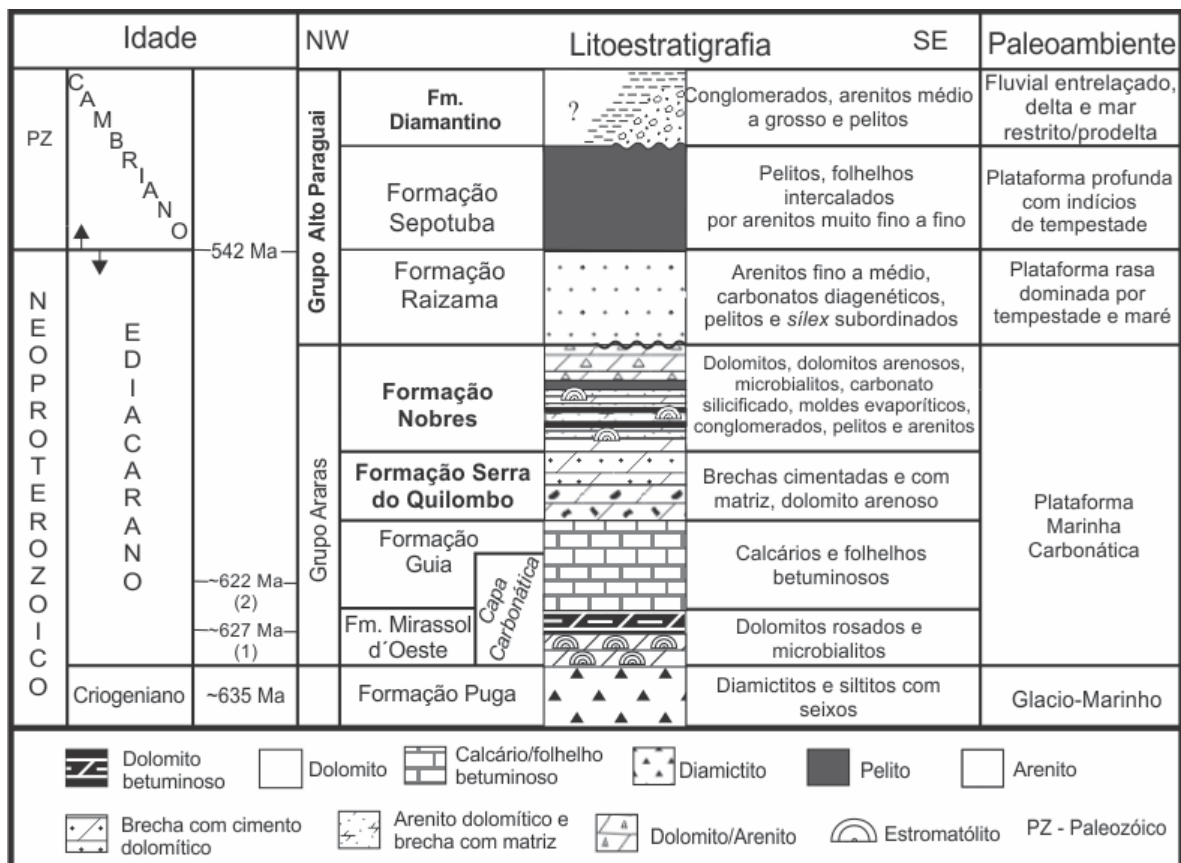 Idade
NW
Litoestratigrafia
SE
Paleoambiente
PZ
CAMBRIANO
Grupo Alto Paraguai
Fm.
Diamantino
?
Conglomerados, arenitos médio
a grosso e pelitos
Fluvial entrelaçado,
delta e mar
restrito/prodelta
Formação
Sepotuba
Pelitos, folhelhos
intercalados
por arenitos muito fino a fino
Plataforma profunda
com indícios
de tempestade
542 Ma
NEOPROTEROZOICO
EDIACARANO
Formação
Raizama
Arenitos fino a médio,
carbonatos diagenéticos,
pelitos e sílex subordinados
Plataforma rasa
dominada por
tempestade e maré
Grupo Araras
Formação
Nobres
Dolomitos, dolomitos arenosos,
microbialitos, carbonato
silicificado, moldes evaporíticos,
conglomerados, pelitos e arenitos
Plataforma
Marinha
Carbonática
Formação Serra
do Quilombo
Brechas cimentadas e com
matriz, dolomito arenoso
Formação
Guia
Capa
Carbonática
Calcários e folhelhos
betuminosos
~622 Ma
(2)
~627 Ma
(1)
Fm. Mirassol
d´Oeste
Dolomitos rosados e
microbialitos
Criogeniano
~635 Ma
Formação Puga
Diamictitos e siltitos com
seixos
Glacio-Marinho
Dolomito
betuminoso
Dolomito
Calcário/folhelho
betuminoso
Diamictito
Pelito
Arenito
Brecha com cimento
dolomítico
Arenito dolomítico e
brecha com matriz
Dolomito/Arenito
Estromatólito
PZ - Paleozóico